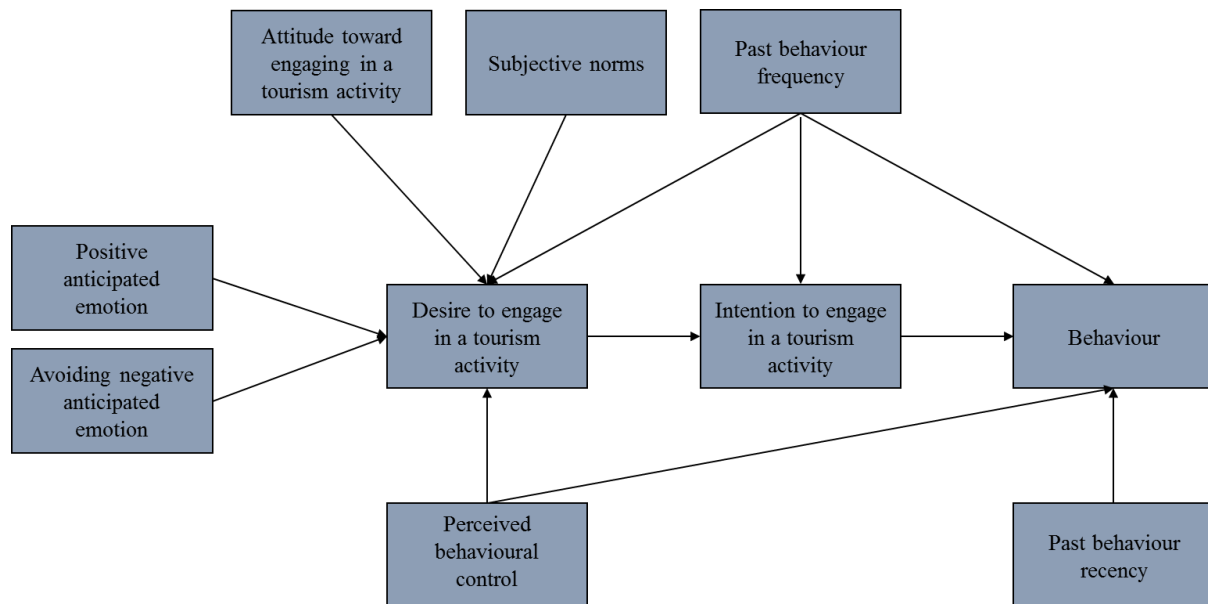 Attitude toward
engaging in a
tourism activity
Subjective norms
Past behaviour
frequency
Positive
anticipated
emotion
Avoiding negative
anticipated
emotion
Desire to engage
in a tourism
activity
Intention to engage
in a tourism
activity
Behaviour
Perceived
behavioural
control
Past behaviour
recency